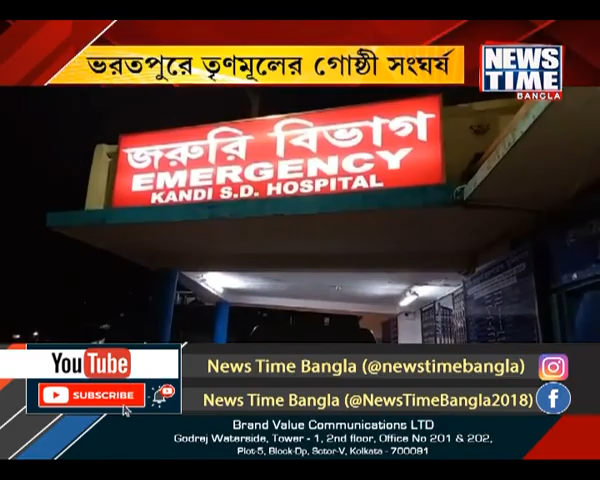 ভরতপুরে তৃণমূলের গোষ্ঠী সংঘর্ষ
NEWS
TIME
BANGLA
জরুরি বিভাগ
EMERGENCY
KANDI S.D. HOSPITAL
YouTube
SUBSCRIBE
News Time Bangla (@newstimebangla)
News Time Bangla (@NewsTimeBangla2018)
Brand Value Communications LTD
Godrej Waterside, Tower - 1, 2nd floor, Office No 201 & 202,
Plot-5, Block-Dp, Sctor-V, Kolkata - 700091